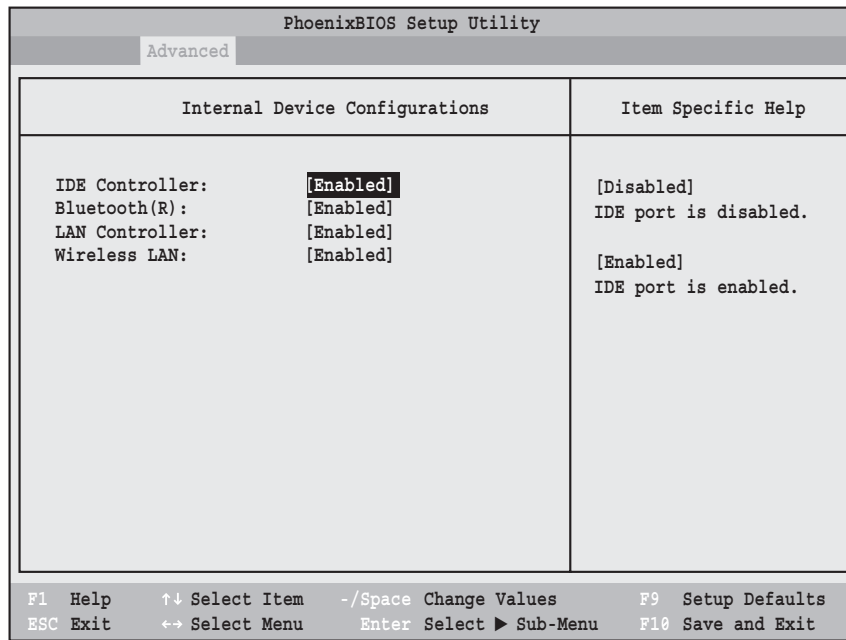 PhoenixBIOS Setup Utility
Advanced
Internal Device Configurations
Item Specific Help
IDE Controller: [Enabled]
Bluetooth(R): [Enabled]
LAN Controller: [Enabled]
Wireless LAN: [Enabled]
[Disabled]
IDE port is disabled.
[Enabled]
IDE port is enabled.
F1 Help ↑↓ Select Item -/Space Change Values F9 Setup Defaults
ESC Exit ←→ Select Menu Enter Select ▶ Sub-Menu F10 Save and Exit